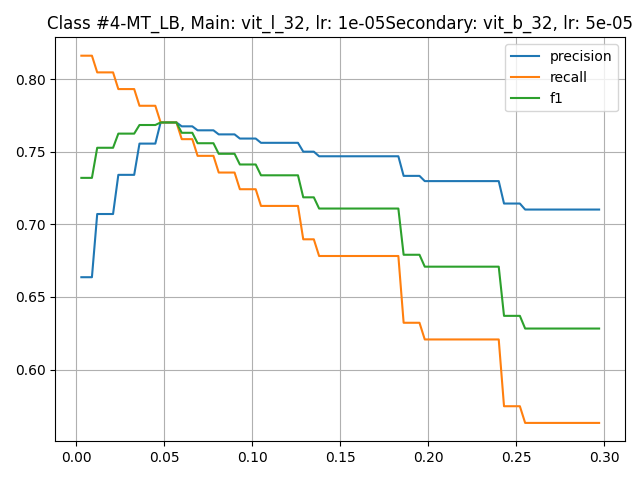 Class #4-MT_LB, Main: vit_l_32, lr: 1e-05Secondary: vit_b_32, lr: 5e-05
precision
recall
f1
0.80
0.75
0.70
0.65
0.60
0.00 0.05 0.10 0.15 0.20 0.25 0.30